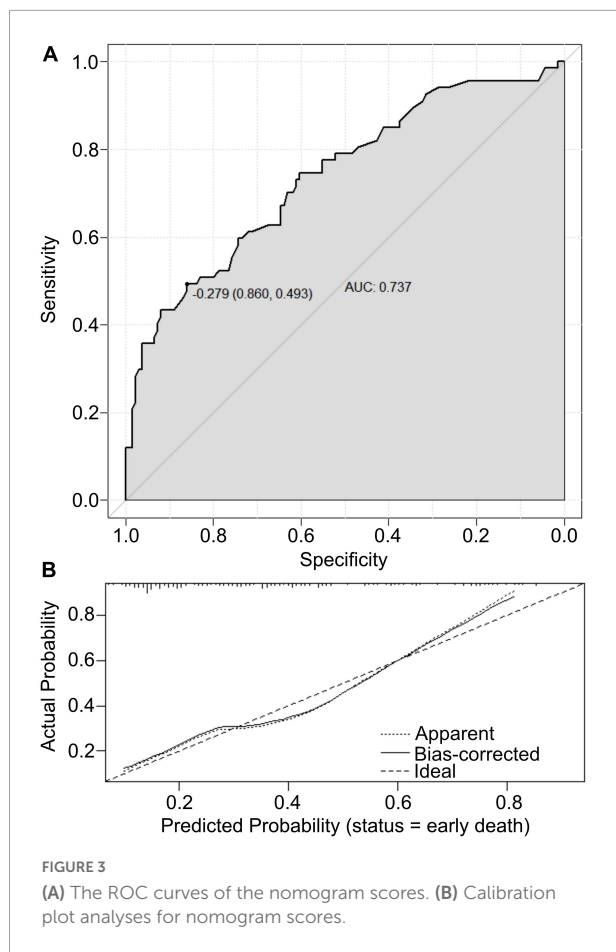 A
1.0
0.8
0.6
0.4
0.2
0.0
Sensitivity
-0.279 (0.860, 0.493)
AUC: 0.737
1.0 0.8 0.6 0.4 0.2 0.0
Specificity
B
0.8
0.6
0.4
0.2
Actual Probability
Apparent
Bias-corrected
Ideal
0.2 0.4 0.6 0.8
Predicted Probability (status = early death)
FIGURE 3
(A) The ROC curves of the nomogram scores. (B) Calibration
plot analyses for nomogram scores.